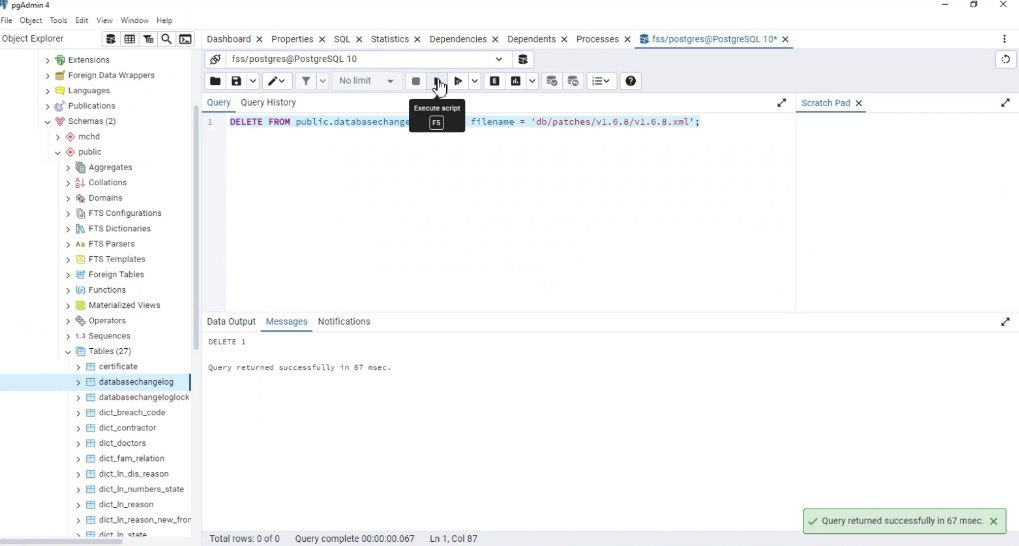 pgAdmin 4
File Object Tools Edit View Window Help
Object Explorer
Dashboard Properties SQL Statistics Dependencies Dependents Processes fss/postgres@PostgreSQL 10*
fss/postgres@PostgreSQL 10
No limit
E
Execute script
F5
Query Query History
Scratch Pad
1 DELETE FROM public.databasechange filename = 'db/patches/v1.6.8/v1.6.8.xml';
Extensions
Foreign Data Wrappers
Languages
Publications
Schemas (2)
mchd
public
Aggregates
Collations
Domains
FTS Configurations
FTS Dictionaries
Aa FTS Parsers
FTS Templates
Foreign Tables
Functions
Materialized Views
Operators
1..3 Sequences
Tables (27)
certificate
databasechangelog
databasechangeloglock
dict_breach_code
dict_contractor
dict_doctors
dict_fam_relation
dict_ln_dis_reason
dict_ln_numbers_state
dict_ln_reason
dict_ln_reason_new_fron
dict_ln_state
Data Output Messages Notifications
DELETE 1
Query returned successfully in 67 msec.
Query returned successfully in 67 msec.
Total rows: 0 of 0 Query complete 00:00:00.067 Ln 1, Col 87